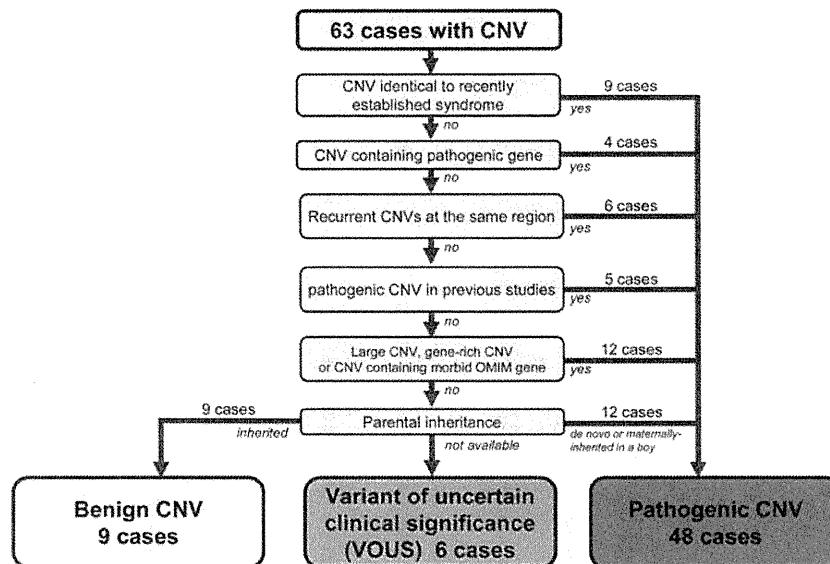 63 cases with CNV
CNV identical to recently
established syndrome
9 cases
yes
no
CNV containing pathogenic gene
4 cases
yes
no
Recurrent CNVs at the same region
6 cases
yes
no
pathogenic CNV in previous studies
5 cases
yes
no
Large CNV, gene-rich CNV
or CNV containing morbid OMIM gene
12 cases
yes
no
9 cases
inherited
Parental inheritance
12 cases
de novo or maternally-
inherited in a boy
not available
Benign CNV
9 cases
Variant of uncertain
clinical significance
(VOUS) 6 cases
Pathogenic CNV
48 cases